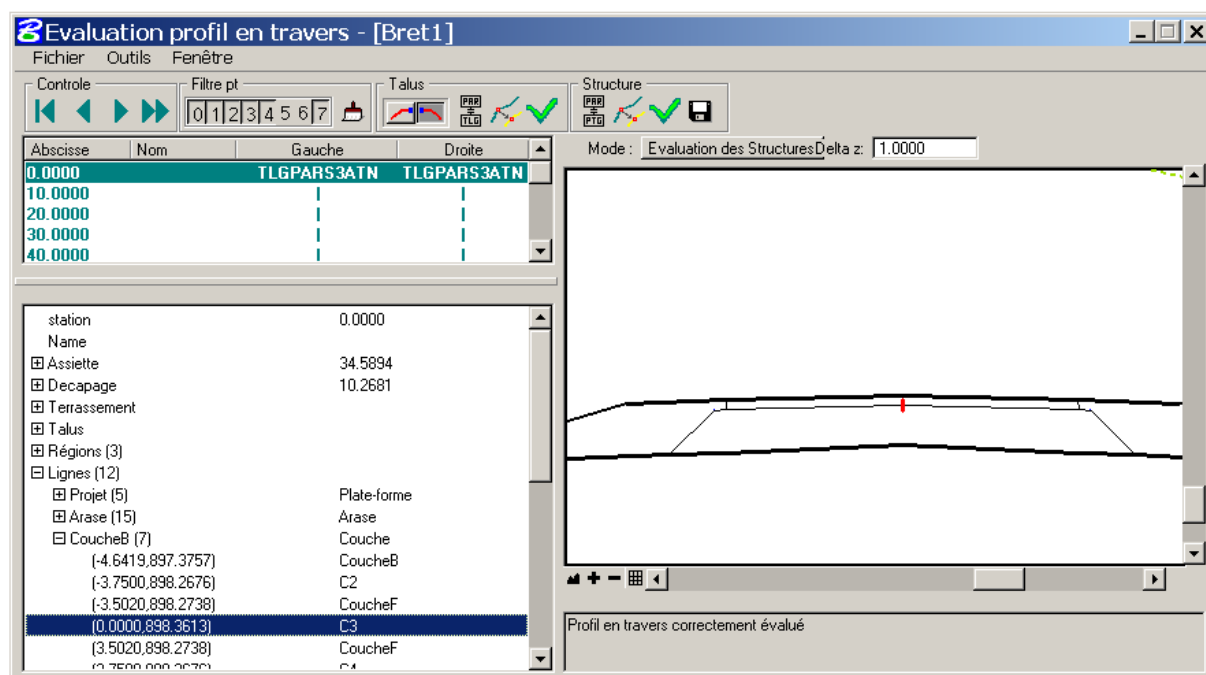 Evaluation profil en travers - [Bret1]
Fichier Outils Fenêtre
Controle Filtre pt Talus Structure
0 1 2 3 4 5 6 7 PAR TLG PAR PTG
Mode : Evaluation des Structures Delta z: 1.0000
Abscisse Nom Gauche Droite
0.0000 TLGPARS3ATN TLGPARS3ATN
10.0000
20.0000
30.0000
40.0000
station 0.0000
Name
Assiette 34.5894
Decapage 10.2681
Terrassement
Talus
Régions (3)
Lignes (12)
Projet (5) Plate-forme
Arase (15) Arase
CoucheB (7) Couche
(-4.6419,897.3757) CoucheB
(-3.7500,898.2676) C2
(-3.5020,898.2738) CoucheF
(0.0000,898.3613) C3
(3.5020,898.2738) CoucheF
Profil en travers correctement évalué